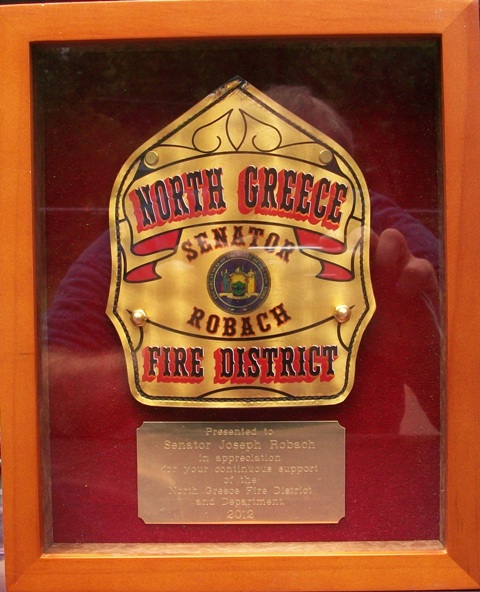 NORTH GREECE
SENATOR
ROBACH
FIRE DISTRICT
Presented to
Senator Joseph Robach
in appreciation
for your continuous support
of the
North Greece Fire District
and Department
2012